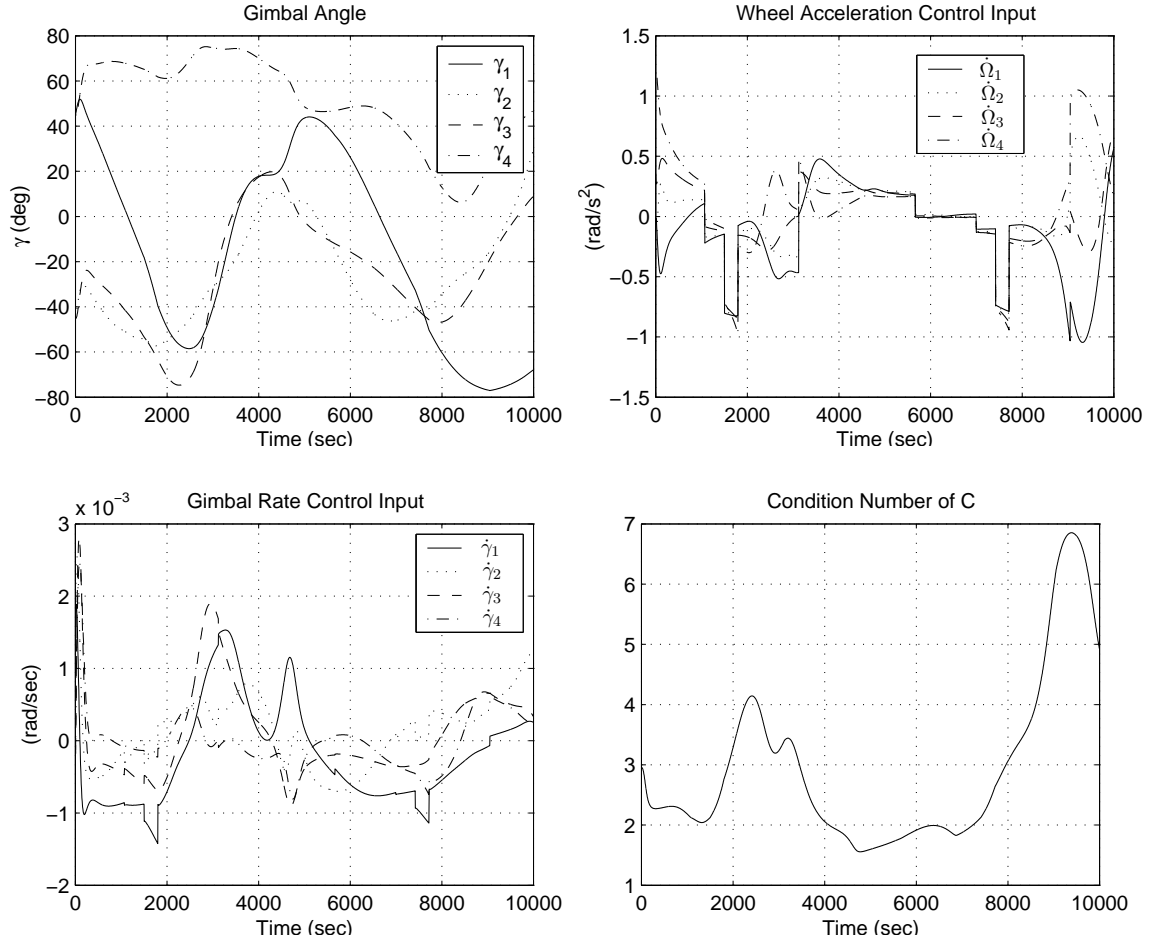 Gimbal Angle
80
60
40
20
0
−20
−40
−60
−80
γ (deg)
0 2000 4000 6000 8000 10000
Time (sec)
γ1
γ2
γ3
γ4
Wheel Acceleration Control Input
1.5
1
0.5
0
−0.5
−1
−1.5
(rad/s²)
0 2000 4000 6000 8000 10000
Time (sec)
Ω̇1
Ω̇2
Ω̇3
Ω̇4
Gimbal Rate Control Input
x 10⁻³
3
2
1
0
−1
−2
(rad/sec)
0 2000 4000 6000 8000 10000
Time (sec)
γ̇1
γ̇2
γ̇3
γ̇4
Condition Number of C
7
6
5
4
3
2
1
0 2000 4000 6000 8000 10000
Time (sec)